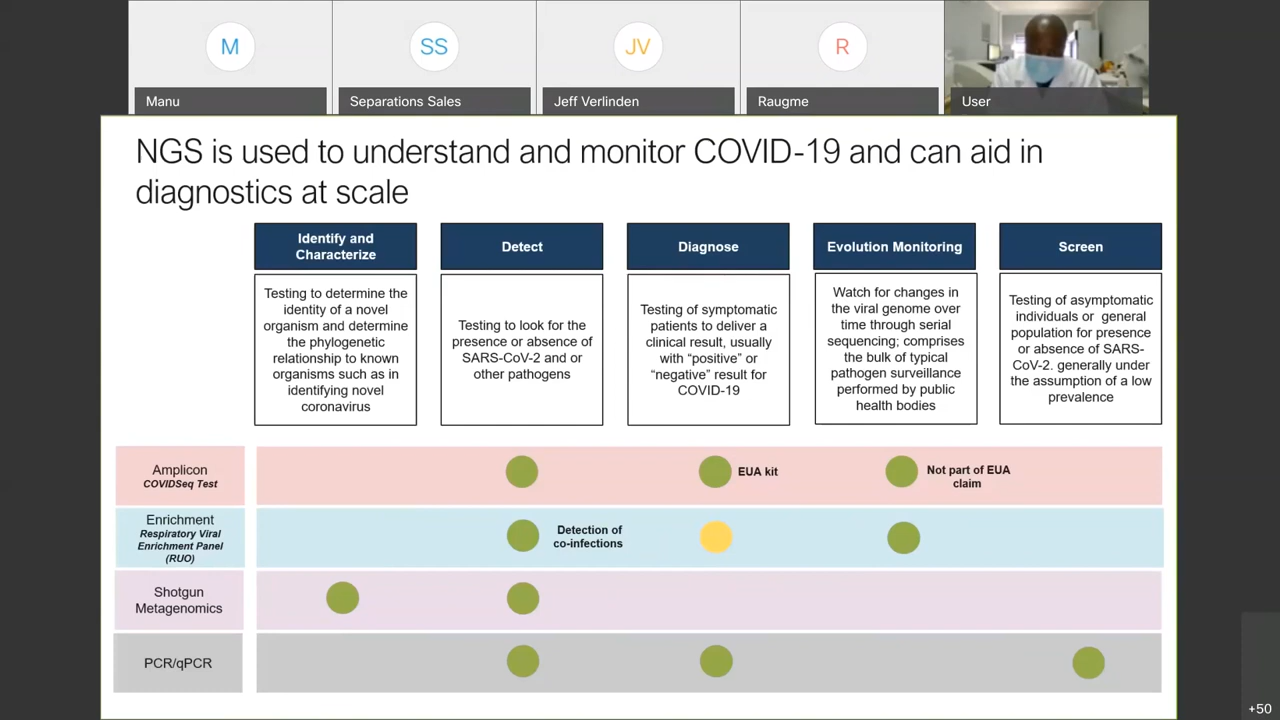 M
SS
JV
R
Manu
Separations Sales
Jeff Verlinden
Raugme
User
NGS is used to understand and monitor COVID-19 and can aid in
diagnostics at scale
Identify and
Characterize
Detect
Diagnose
Evolution Monitoring
Screen
Testing to determine the
identity of a novel
organism and determine
the phylogenetic
relationship to known
organisms such as in
identifying novel
coronavirus
Testing to look for the
presence or absence of
SARS-CoV-2 and or
other pathogens
Testing of symptomatic
patients to deliver a
clinical result, usually
with “positive” or
“negative” result for
COVID-19
Watch for changes in
the viral genome over
time through serial
sequencing; comprises
the bulk of typical
pathogen surveillance
performed by public
health bodies
Testing of asymptomatic
individuals or general
population for presence
or absence of SARS-
CoV-2. generally under
the assumption of a low
prevalence
Amplicon
COVIDSeq Test
EUA kit
Not part of EUA
claim
Enrichment
Respiratory Viral
Enrichment Panel
(RUO)
Detection of
co-infections
Shotgun
Metagenomics
PCR/qPCR
+50